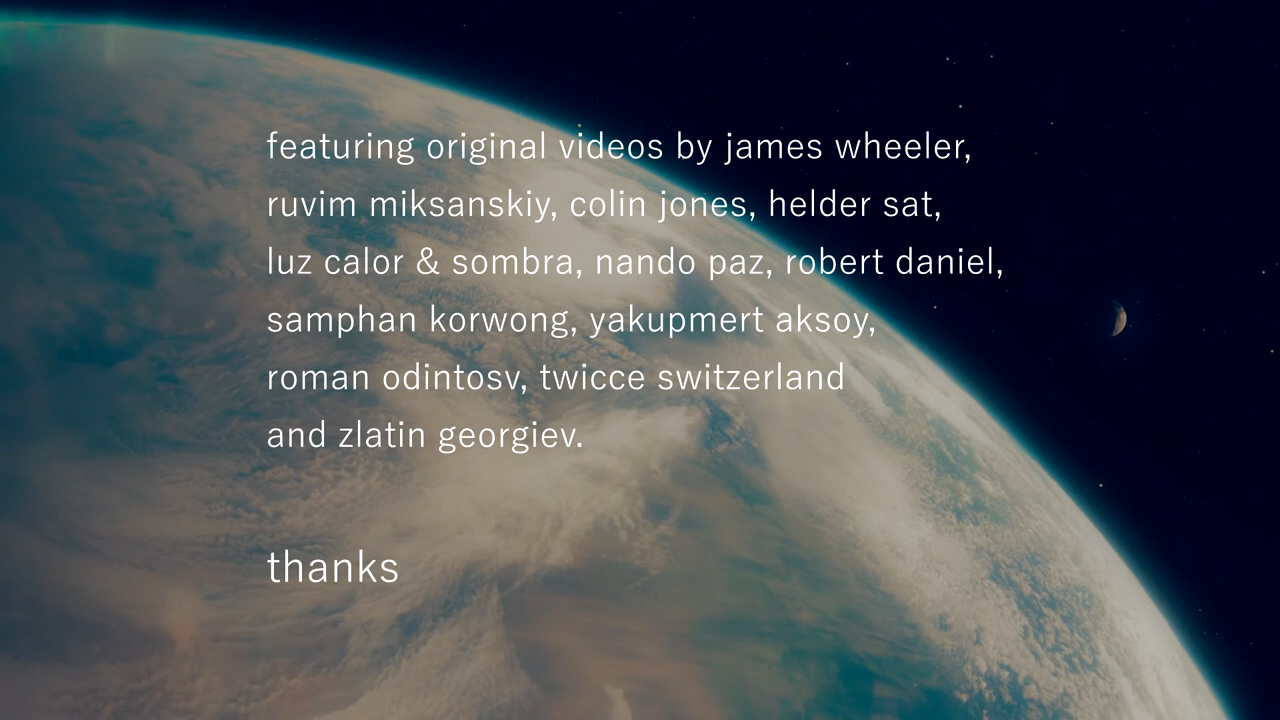 featuring original videos by james wheeler,
ruvim miksanskiy, colin jones, helder sat,
luz calor & sombra, nando paz, robert daniel,
samphan korwong, yakupmert aksoy,
roman odintosv, twicce switzerland
and zlatin georgiev.
thanks